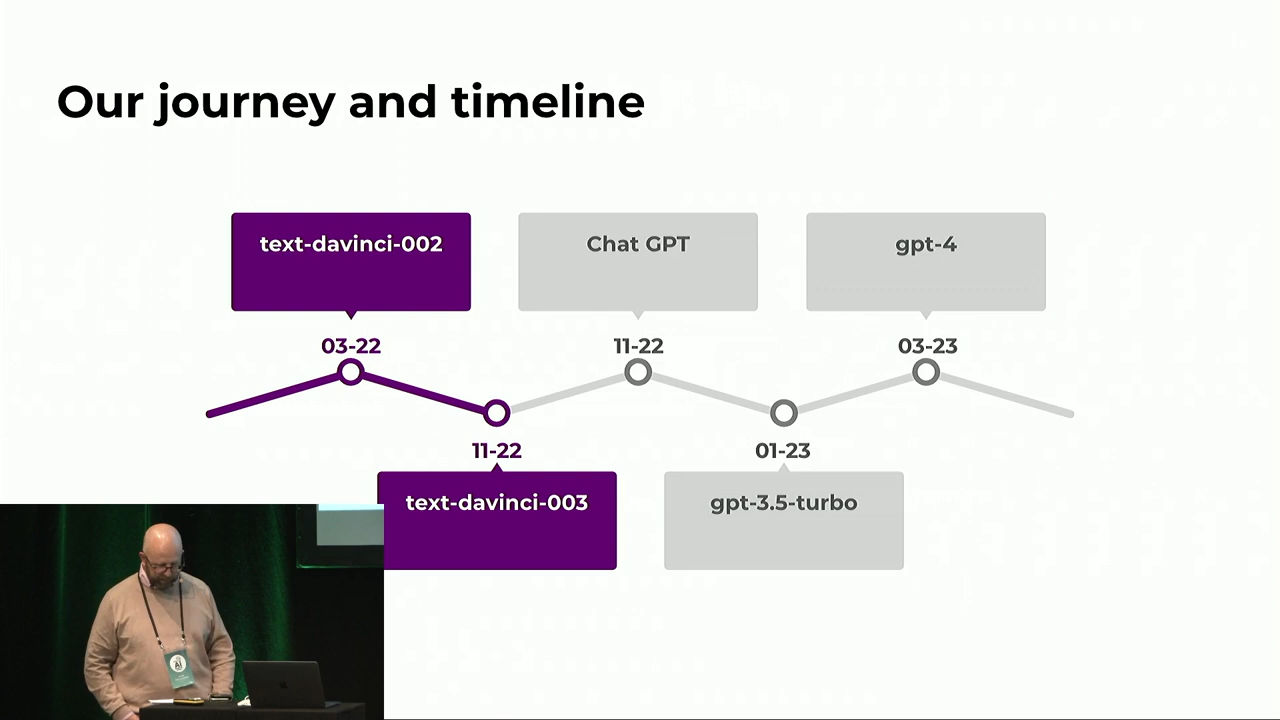 Our journey and timeline
text-davinci-002
Chat GPT
gpt-4
03-22
11-22
03-23
11-22
01-23
text-davinci-003
gpt-3.5-turbo
AI